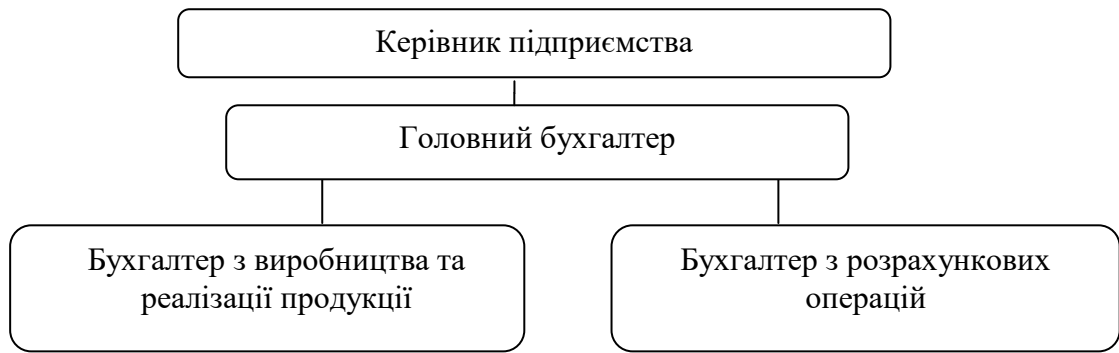 Керівник підприємства
Головний бухгалтер
Бухгалтер з виробництва та
реалізації продукції
Бухгалтер з розрахункових
операцій